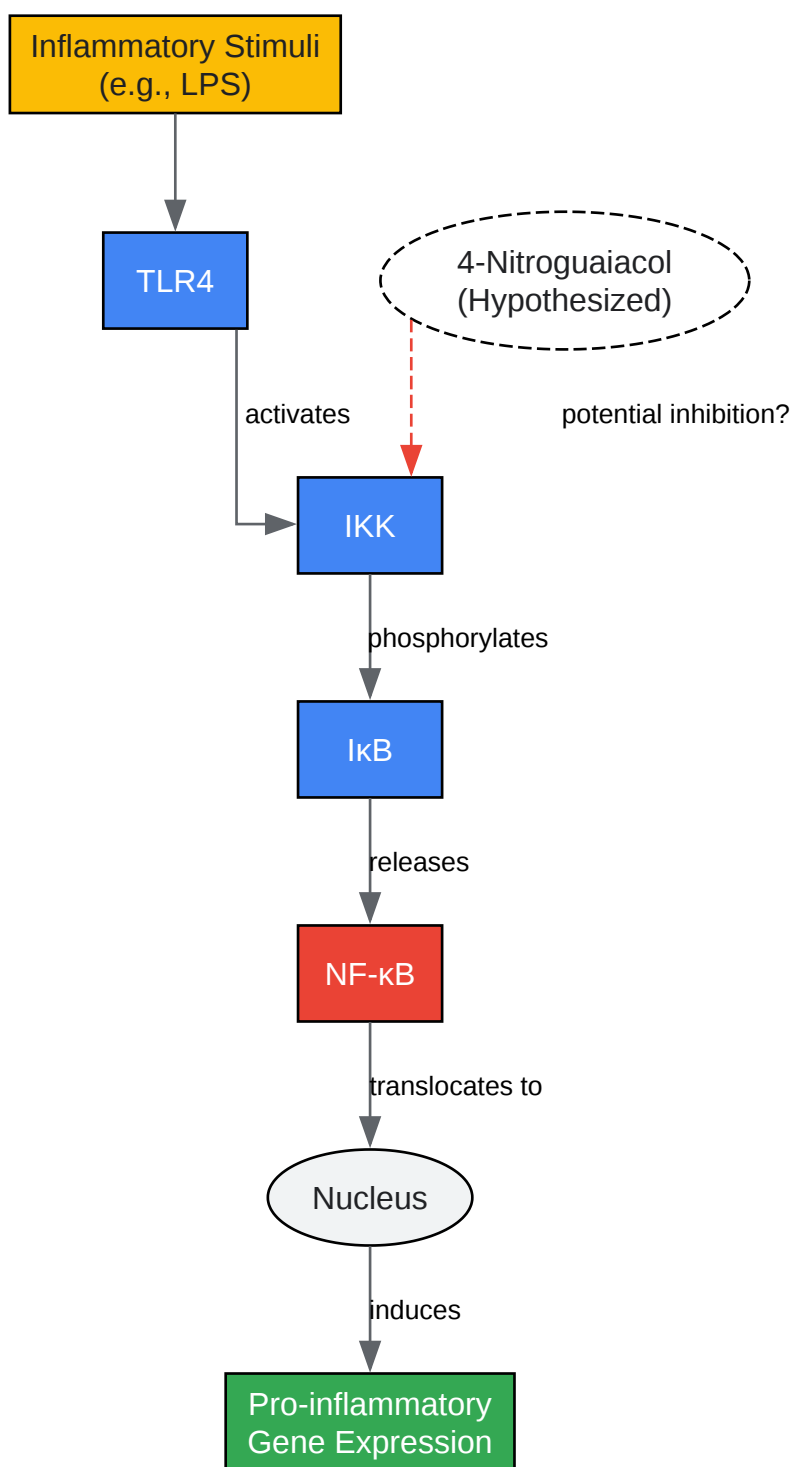 Inflammatory Stimuli
(e.g., LPS)
TLR4
4-Nitroguaiacol
(Hypothesized)
activates
potential inhibition?
IKK
phosphorylates
IκB
releases
NF-κB
translocates to
Nucleus
induces
Pro-inflammatory
Gene Expression